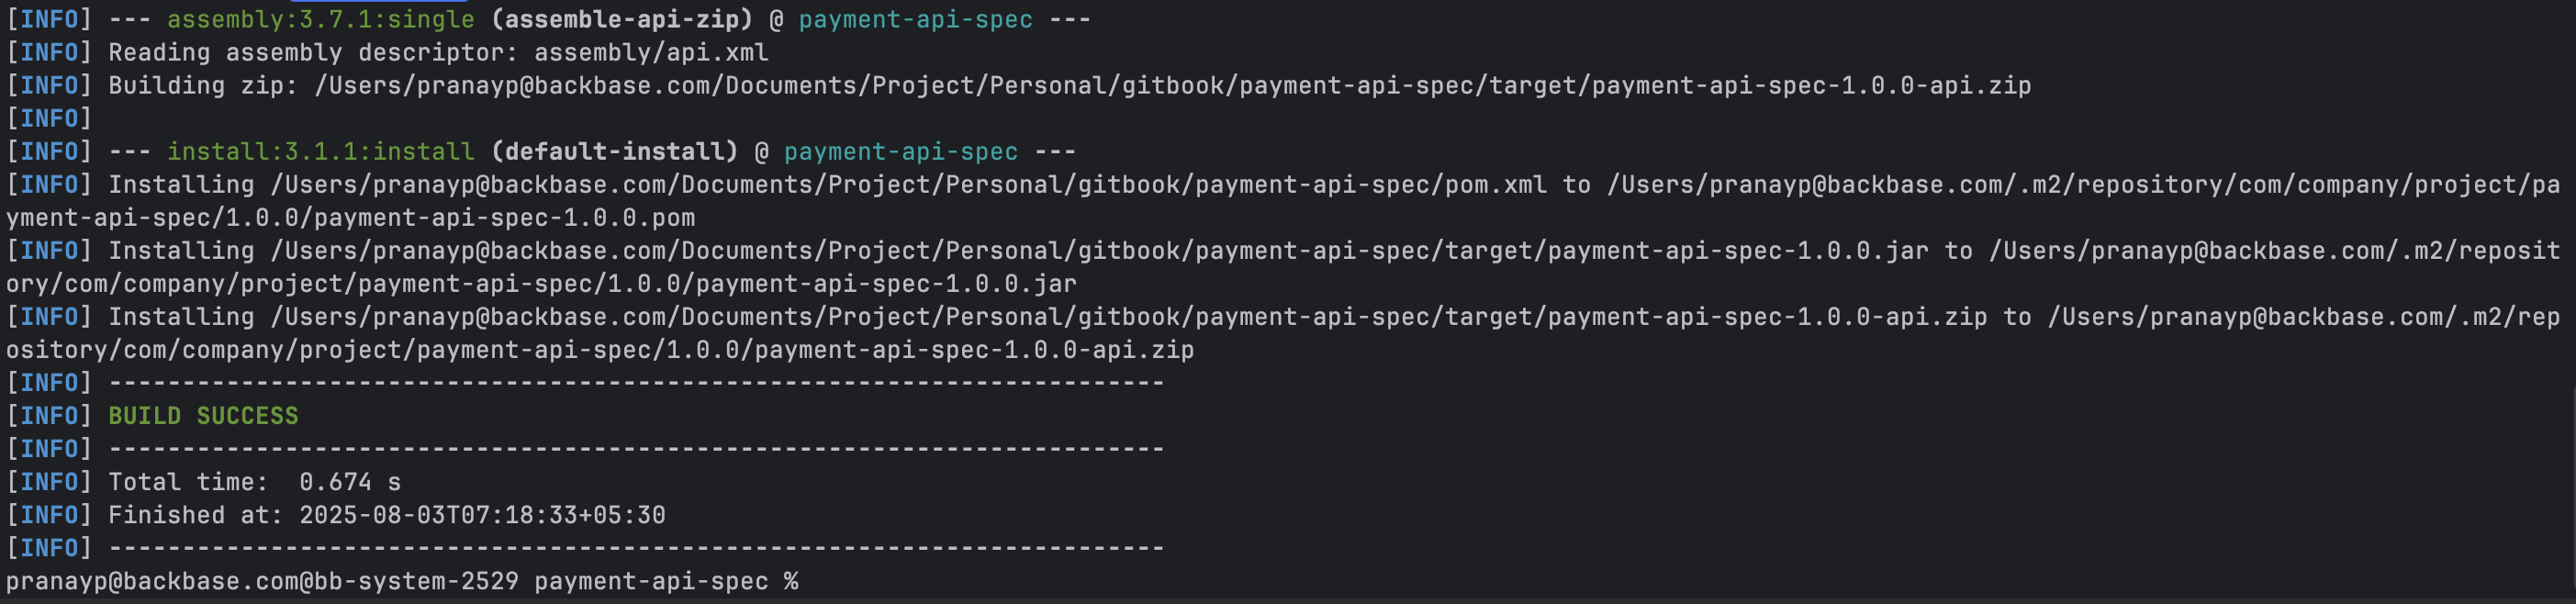 [INFO] --- assembly:3.7.1:single (assemble-api-zip) @ payment-api-spec ---
[INFO] Reading assembly descriptor: assembly/api.xml
[INFO] Building zip: /Users/pranayp@backbase.com/Documents/Project/Personal/gitbook/payment-api-spec/target/payment-api-spec-1.0.0-api.zip
[INFO]
[INFO] --- install:3.1.1:install (default-install) @ payment-api-spec ---
[INFO] Installing /Users/pranayp@backbase.com/Documents/Project/Personal/gitbook/payment-api-spec/pom.xml to /Users/pranayp@backbase.com/.m2/repository/com/company/project/pa
yment-api-spec/1.0.0/payment-api-spec-1.0.0.pom
[INFO] Installing /Users/pranayp@backbase.com/Documents/Project/Personal/gitbook/payment-api-spec/target/payment-api-spec-1.0.0.jar to /Users/pranayp@backbase.com/.m2/reposit
ory/com/company/project/payment-api-spec/1.0.0/payment-api-spec-1.0.0.jar
[INFO] Installing /Users/pranayp@backbase.com/Documents/Project/Personal/gitbook/payment-api-spec/target/payment-api-spec-1.0.0-api.zip to /Users/pranayp@backbase.com/.m2/rep
ository/com/company/project/payment-api-spec/1.0.0/payment-api-spec-1.0.0-api.zip
[INFO] ------------------------------------------------------------------------
[INFO] BUILD SUCCESS
[INFO] ------------------------------------------------------------------------
[INFO] Total time:  0.674 s
[INFO] Finished at: 2025-08-03T07:18:33+05:30
[INFO] ------------------------------------------------------------------------
pranayp@backbase.com@bb-system-2529 payment-api-spec %